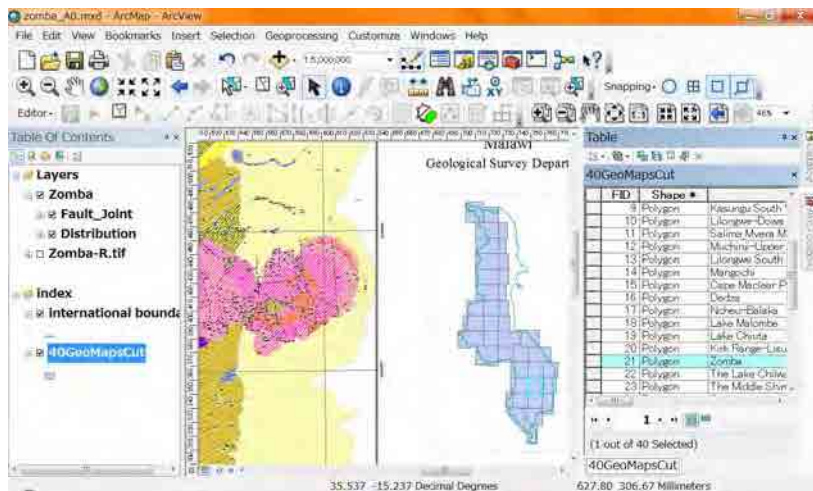 zomba_A0.mxd - ArcMap - ArcView
File Edit View Bookmarks Insert Selection Geoprocessing Customize Windows Help
1:5,000,000
Snapping
Editor
46%
Table Of Contents
Layers
Zomba
Fault_Joint
Distribution
Zomba-R.tif
index
international bounda
40GeoMapsCut
Malawi
Geological Survey Depart
Table
40GeoMapsCut
FID Shape *
9 Polygon Kasungu South
10 Polygon Lilongwe-Dowa
11 Polygon Salima Mvera M
12 Polygon Muchini-Upper
13 Polygon Lilongwe South
14 Polygon Mangochi
15 Polygon Cape Maclear P
16 Polygon Dedza
17 Polygon Ncheu-Balaka
18 Polygon Lake Malombe
19 Polygon Lake Chiuta
20 Polygon Kirk Range-Lisu
21 Polygon Zomba
22 Polygon The Lake Chilwa
23 Polygon The Middle Shir
1
(1 out of 40 Selected)
40GeoMapsCut
35.537 -15.237 Decimal Degrees 627.80 306.67 Millimeters